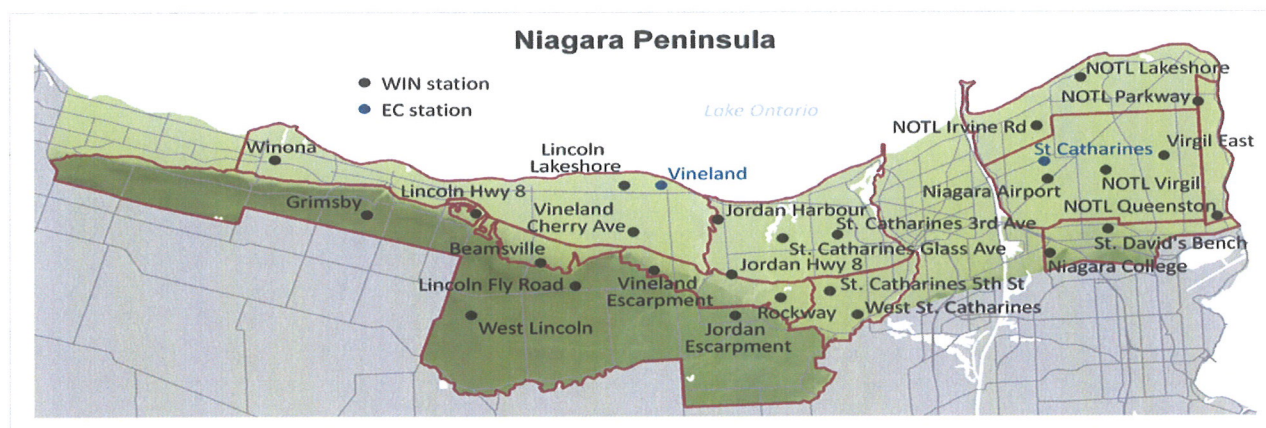 Niagara Peninsula
WIN station
EC station
Lake Ontario
NOTL Lakeshore
NOTL Parkway
NOTL Irvine Rd
St Catharines
Virgil East
Niagara Airport
NOTL Virgil
NOTL Queenston
St. David's Bench
Niagara College
Winona
Lincoln
Lakeshore
Vineland
Grimsby
Lincoln Hwy 8
Vineland
Cherry Ave
Jordan Harbour
St. Catharines 3rd Ave
St. Catharines Glass Ave
Beamsville
Jordan Hwy 8
Lincoln Fly Road
Vineland
Escarpment
St. Catharines 5th St
Rockway
West St. Catharines
West Lincoln
Jordan
Escarpment